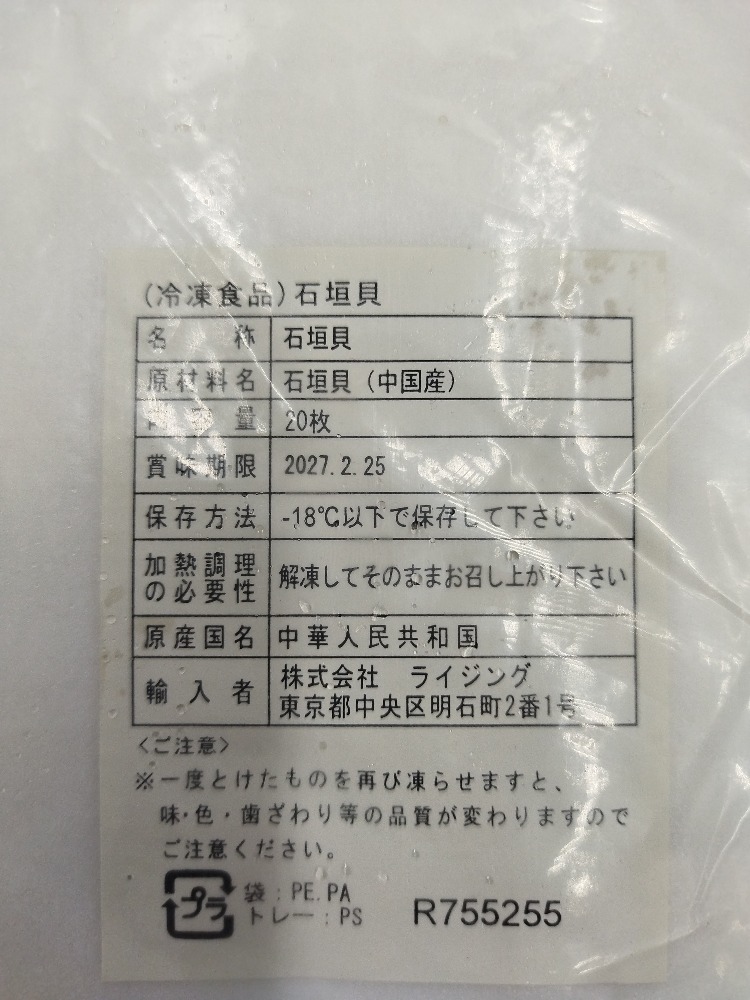 (冷凍食品)石垣貝
名称 石垣貝
原材料名 石垣貝(中国産)
内容量 20枚
賞味期限 2027.2.25
保存方法 -18℃以下で保存して下さい
加熱調理の必要性 解凍してそのままお召し上がり下さい
原産国名 中華人民共和国
輸入者 株式会社 ライジング
東京都中央区明石町2番1号
<ご注意>
※一度とけたものを再び凍らせますと、
味・色・歯ざわり等の品質が変わりますので
ご注意ください。
プラ 袋:PE.PA
トレー:PS R755255